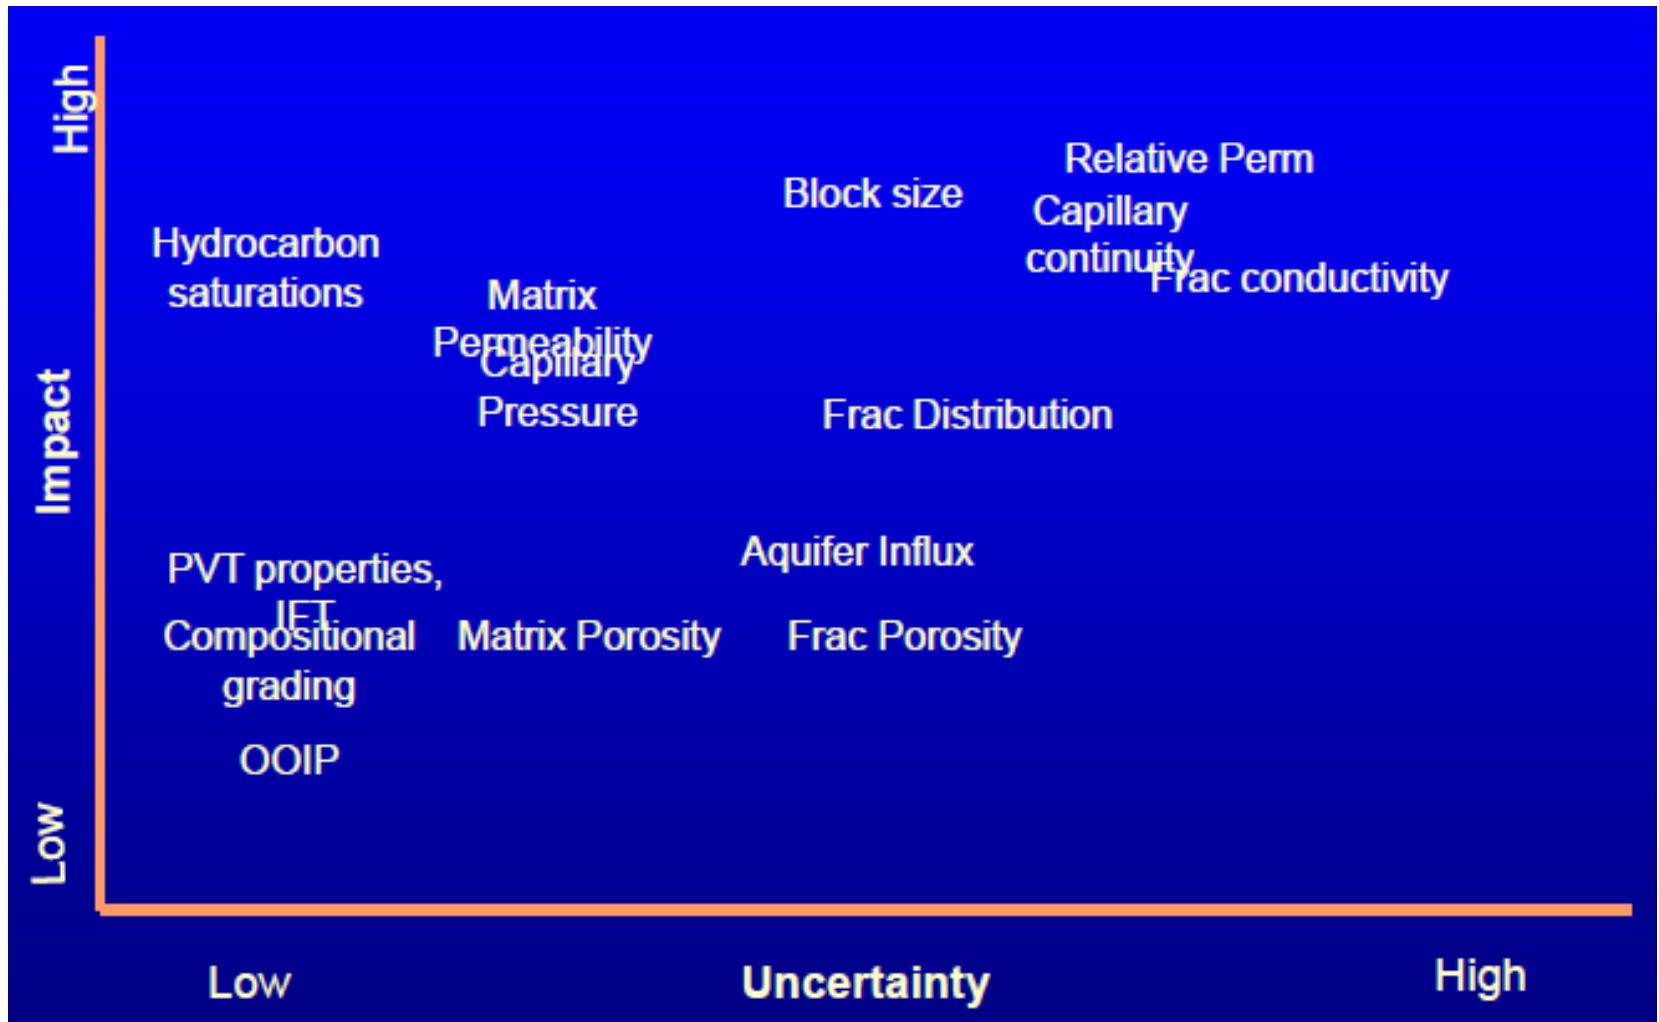 High
Relative Perm
Block size
Capillary
continuity
Frac conductivity
Hydrocarbon
saturations
Matrix
Permeability
Capillary
Pressure
Frac Distribution
Impact
Aquifer Influx
PVT properties,
IFT
Compositional
grading
Matrix Porosity
Frac Porosity
OOIP
Low
Low
Uncertainty
High